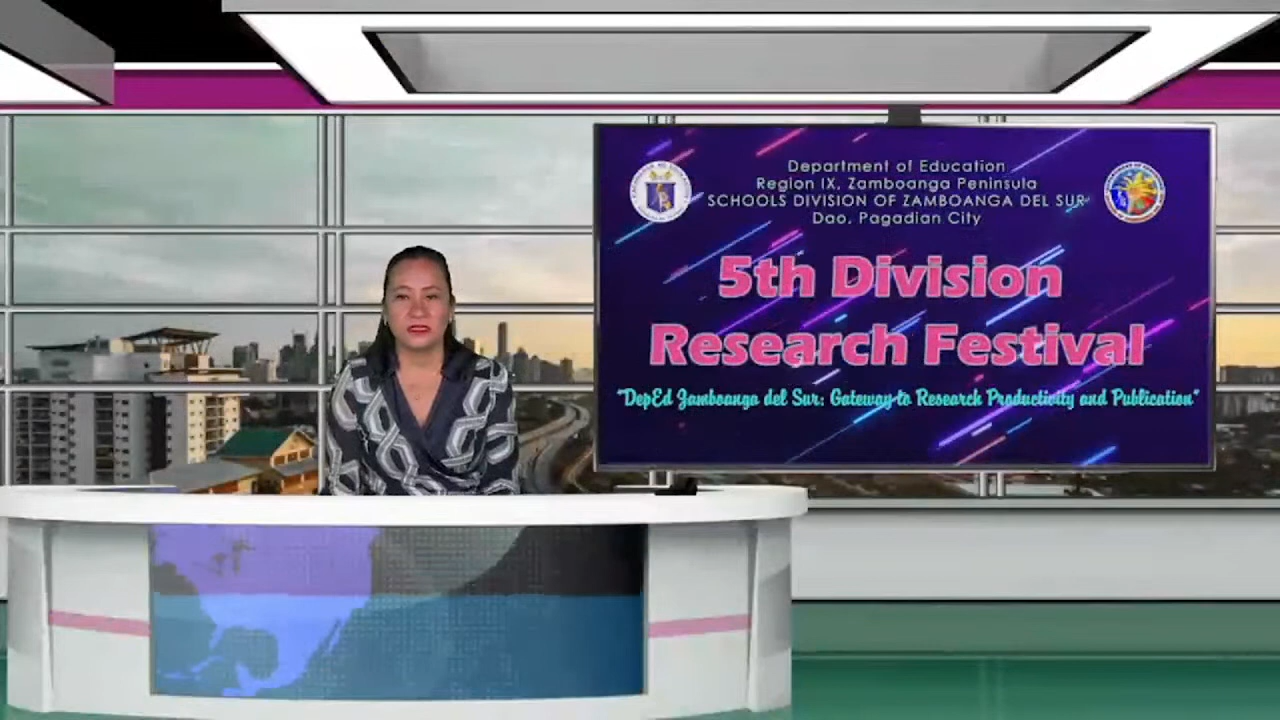 Department of Education
Region IX, Zamboanga Peninsula
SCHOOLS DIVISION OF ZAMBOANGA DEL SUR
Dao, Pagadian City
5th Division
Research Festival
"DepEd Zamboanga del Sur: Gateway to Research Productivity and Publication"